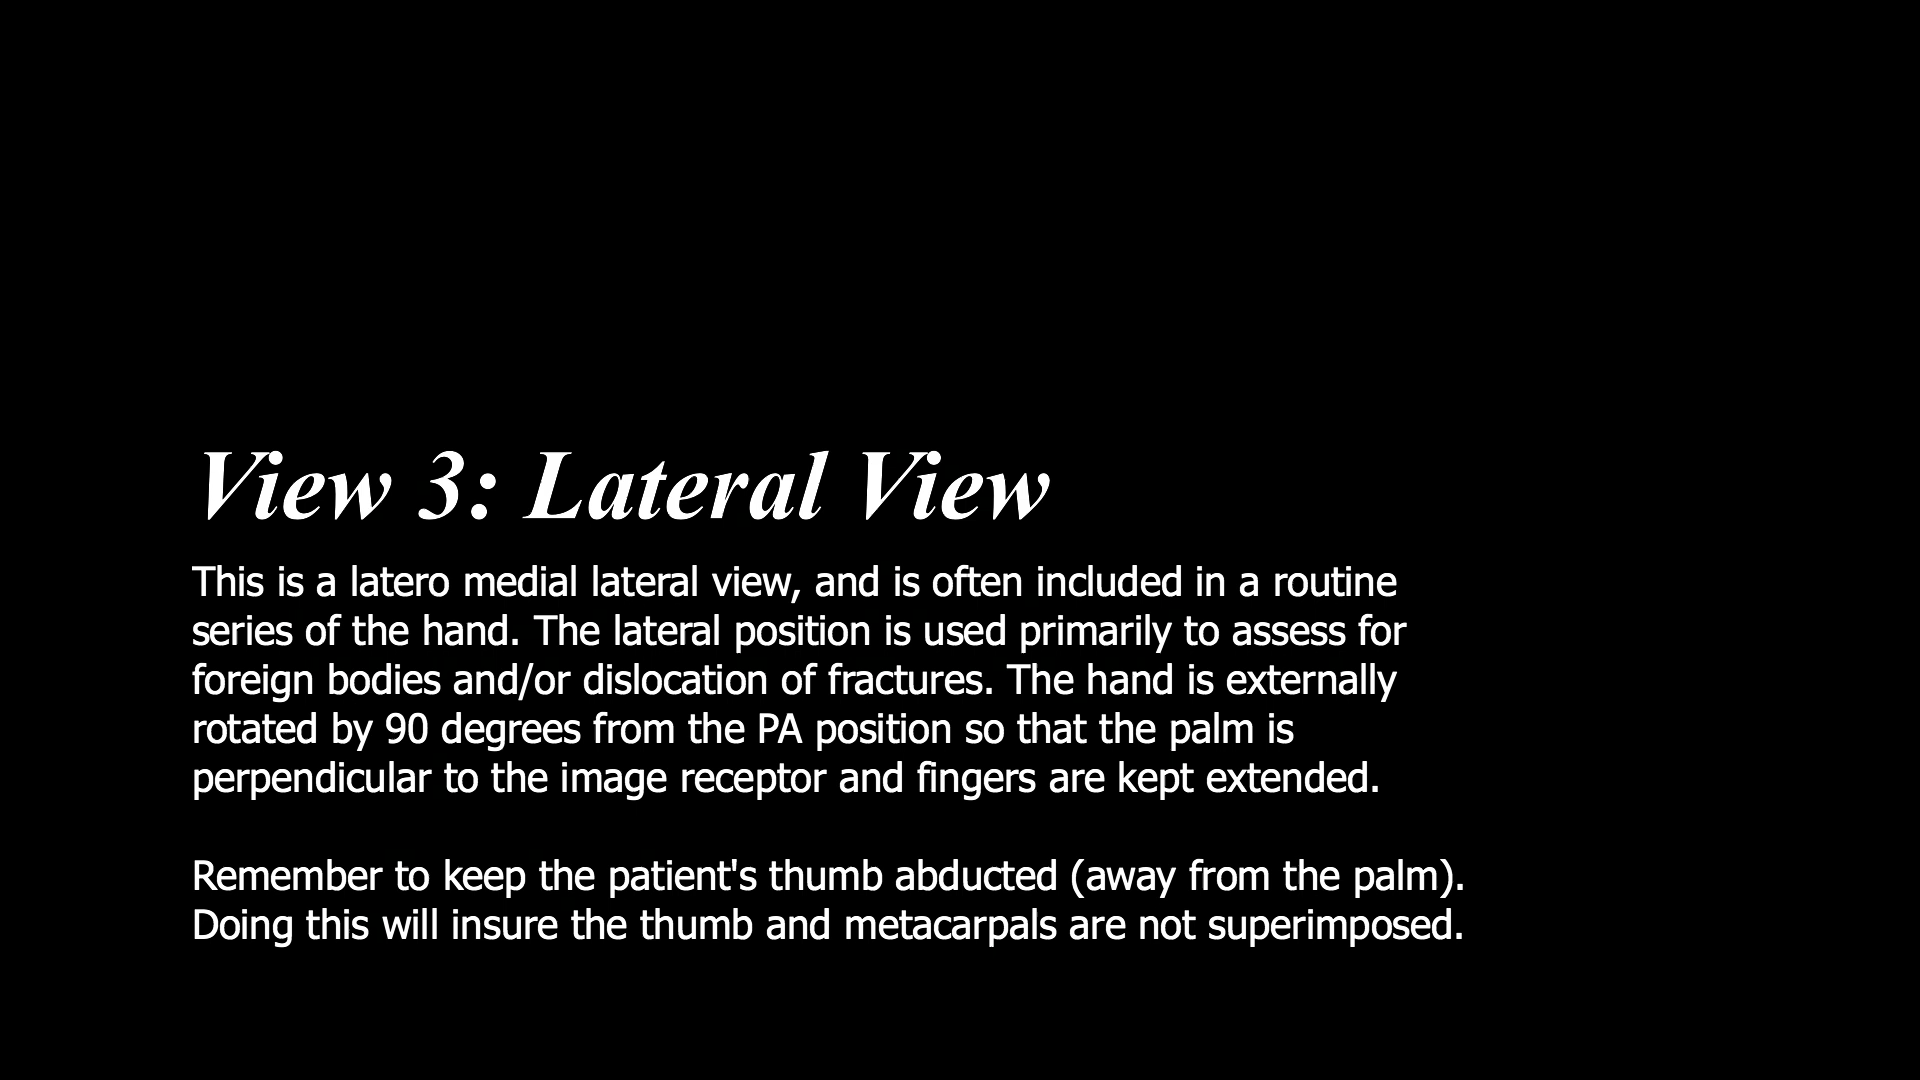 View 3: Lateral View
This is a latero medial lateral view, and is often included in a routine
series of the hand. The lateral position is used primarily to assess for
foreign bodies and/or dislocation of fractures. The hand is externally
rotated by 90 degrees from the PA position so that the palm is
perpendicular to the image receptor and fingers are kept extended.
Remember to keep the patient's thumb abducted (away from the palm).
Doing this will insure the thumb and metacarpals are not superimposed.